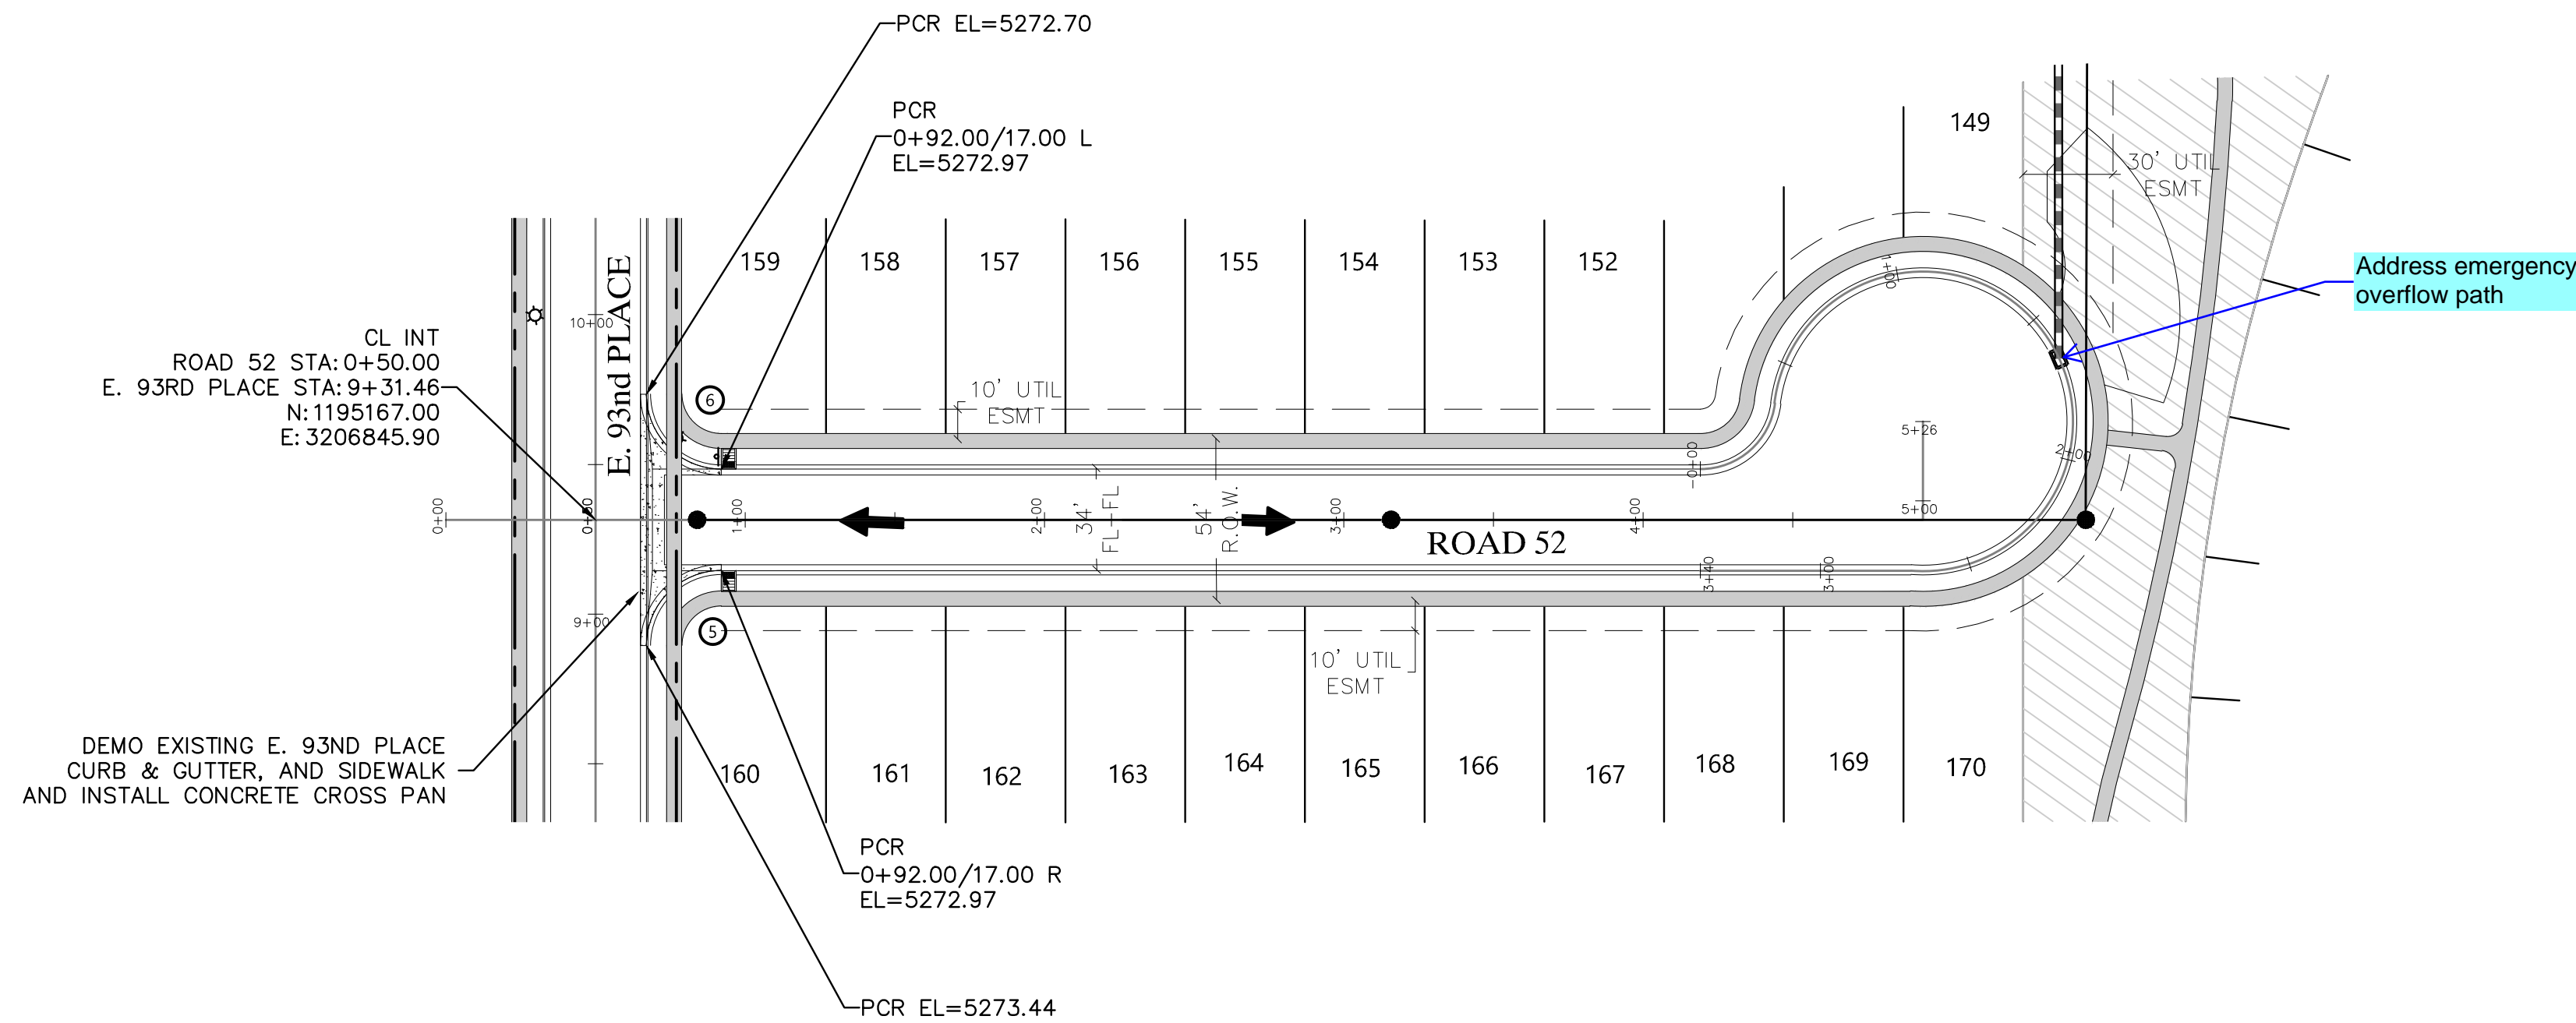 PCR EL=5272.70
PCR
0+92.00/17.00 L
EL=5272.97
149
30' UTIL
ESMT
Address emergency
overflow path
159
158
157
156
155
154
153
152
E. 93nd PLACE
10+00
1+00
CL INT
ROAD 52 STA:0+50.00
E. 93RD PLACE STA:9+31.46
N:1195167.00
E:3206845.90
6
10' UTIL
ESMT
5+26
2+00
-0+00
0+00
0+50
1+00
2+00
34'
FL-FL
54'
R.O.W.
3+00
4+00
5+00
ROAD 52
3+40
3+00
9+00
5
10' UTIL
ESMT
DEMO EXISTING E. 93ND PLACE
CURB & GUTTER, AND SIDEWALK
AND INSTALL CONCRETE CROSS PAN
160
161
162
163
164
165
166
167
168
169
170
PCR
0+92.00/17.00 R
EL=5272.97
PCR EL=5273.44